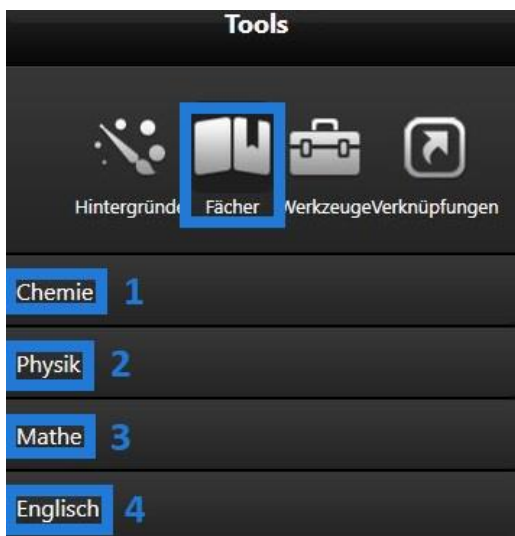 Tools
Hintergründe Fächer Werkzeuge Verknüpfungen
Chemie 1
Physik 2
Mathe 3
Englisch 4